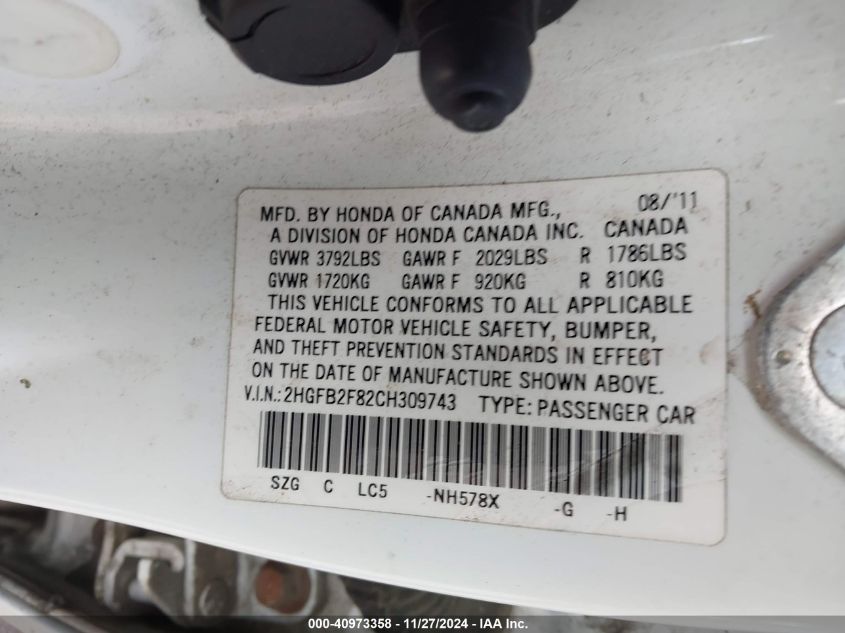 MFD. BY HONDA OF CANADA MFG., 08/'11
A DIVISION OF HONDA CANADA INC. CANADA
GVWR 3792LBS GAWR F 2029LBS R 1786LBS
GVWR 1720KG GAWR F 920KG R 810KG
THIS VEHICLE CONFORMS TO ALL APPLICABLE
FEDERAL MOTOR VEHICLE SAFETY, BUMPER,
AND THEFT PREVENTION STANDARDS IN EFFECT
ON THE DATE OF MANUFACTURE SHOWN ABOVE.
V.I.N.: 2HGFB2F82CH309743 TYPE: PASSENGER CAR
SZG C LC5 -NH578X -G -H
000-40973358 - 11/27/2024 - IAA Inc.